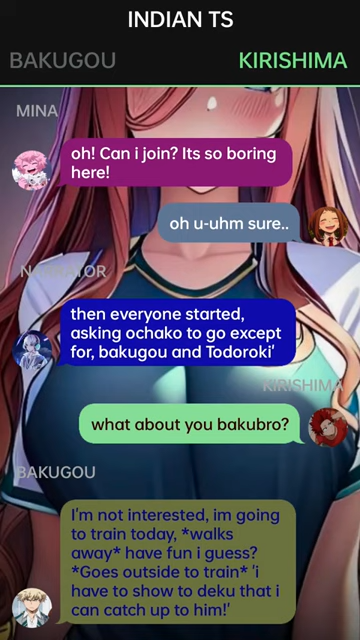 INDIAN TS
BAKUGOU KIRISHIMA
MINA
oh! Can i join? Its so boring
here!
oh u-uhm sure..
NARRATOR
then everyone started,
asking ochako to go except
for, bakugou and Todoroki'
KIRISHIMA
what about you bakubro?
BAKUGOU
I'm not interested, im going
to train today, *walks
away* have fun i guess?
*Goes outside to train* 'i
have to show to deku that i
can catch up to him!'